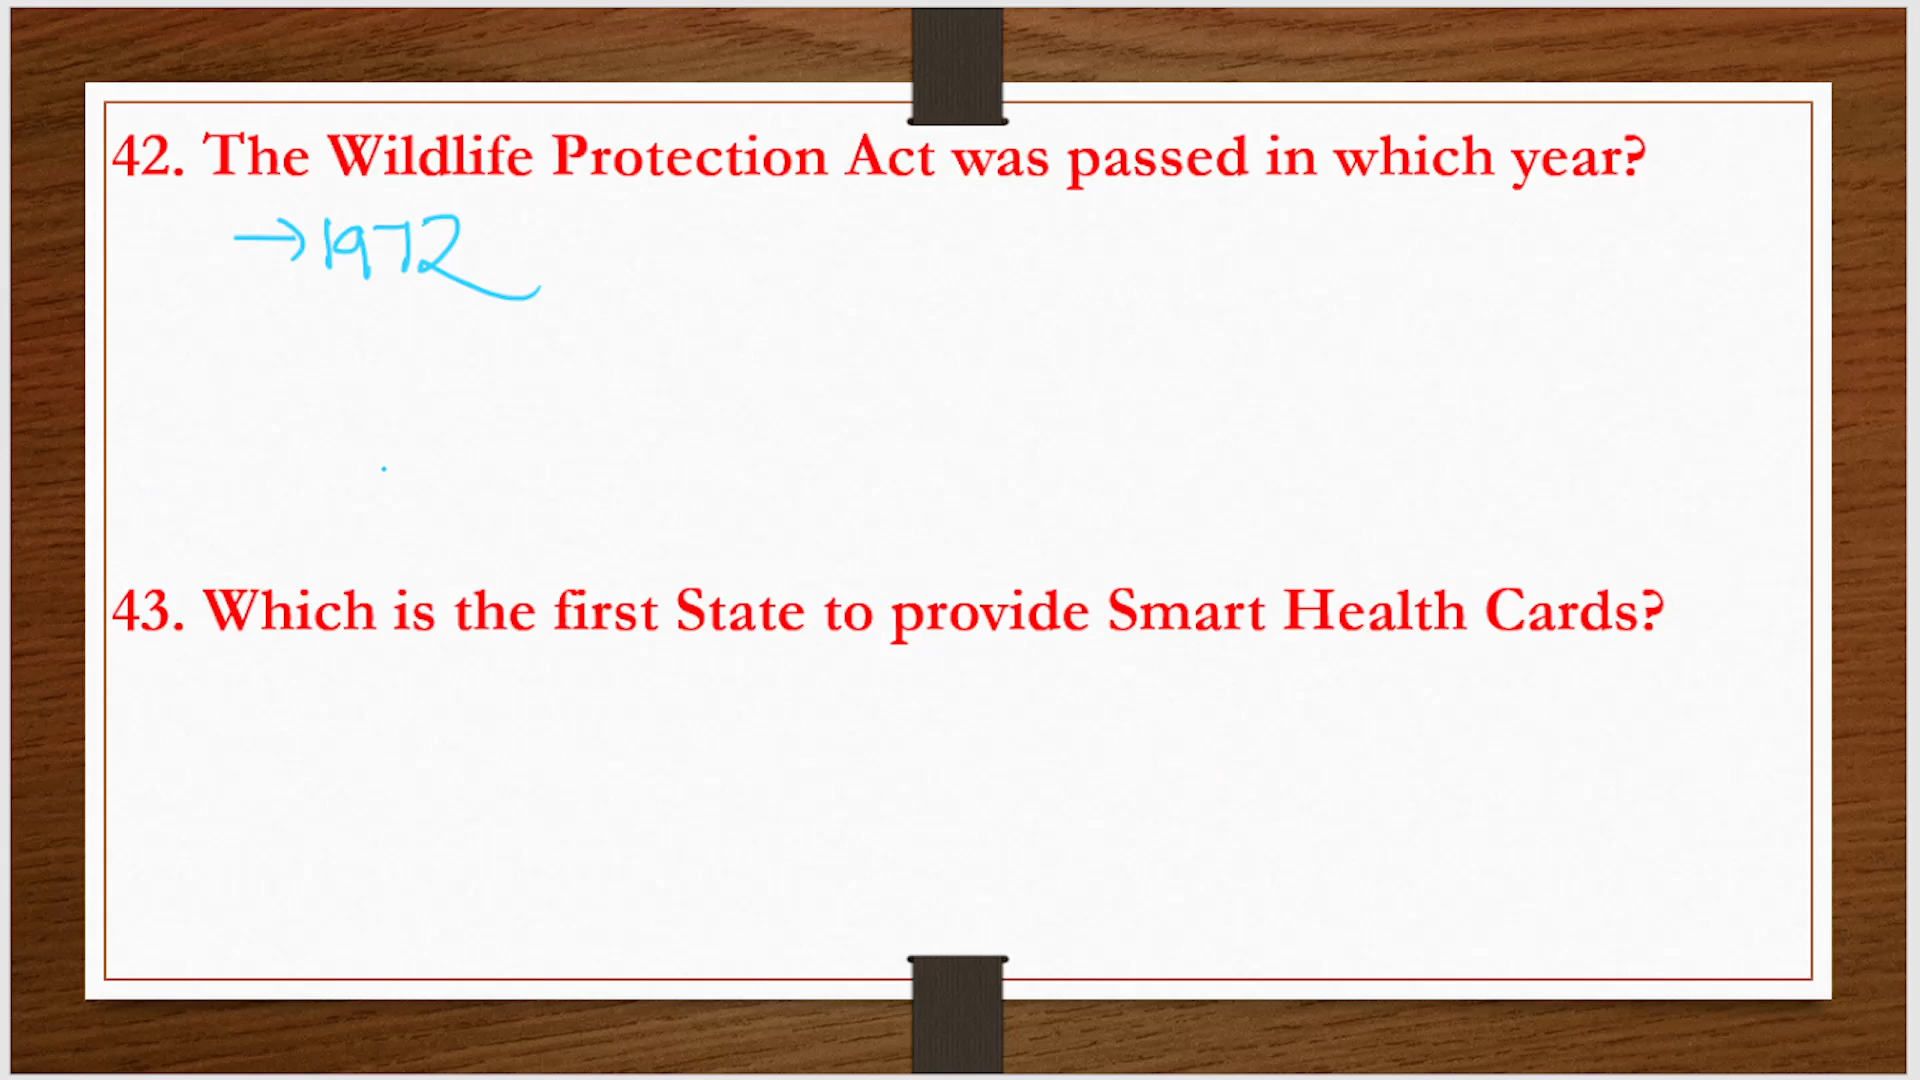 42. The Wildlife Protection Act was passed in which year?
→ 1972
43. Which is the first State to provide Smart Health Cards?